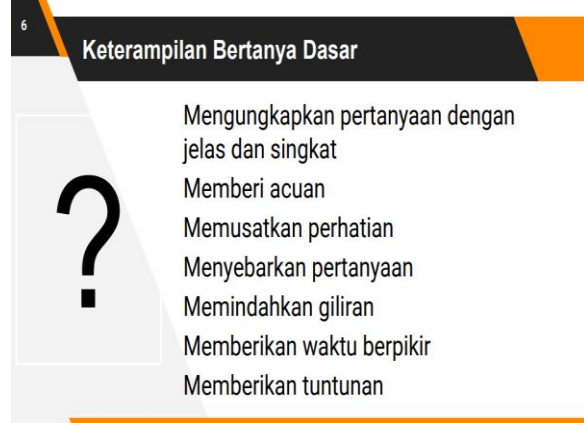 6
Keterampilan Bertanya Dasar
?
Mengungkapkan pertanyaan dengan
jelas dan singkat
Memberi acuan
Memusatkan perhatian
Menyebarkan pertanyaan
Memindahkan giliran
Memberikan waktu berpikir
Memberikan tuntunan